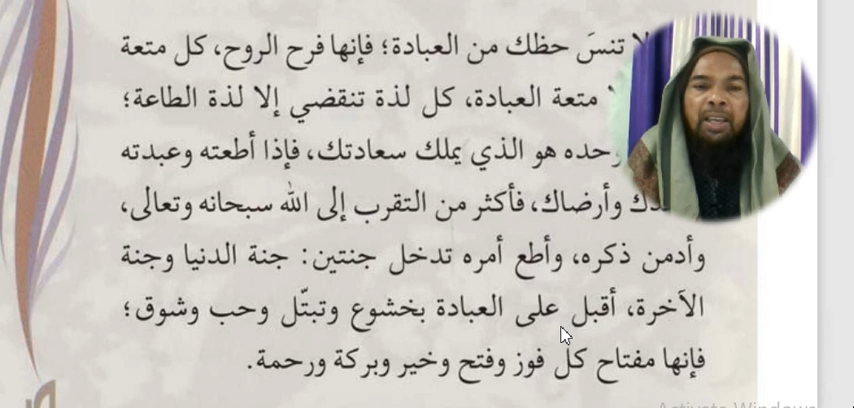 لا تنسَ حظك من العبادة؛ فإنها فرح الروح، كل متعة
متعة العبادة، كل لذة تنقضي إلا لذة الطاعة؛
وحده هو الذي يملك سعادتك، فإذا أطعته وعبدته
وأرضاك، فأكثر من التقرب إلى الله سبحانه وتعالى،
وأدمن ذكره، وأطع أمره تدخل جنتين: جنة الدنيا وجنة
الآخرة، أقبل على العبادة بخشوع وتبتّل وحب وشوق؛
فإنها مفتاح كل فوز وفتح وخير وبركة ورحمة.
Activate Windows